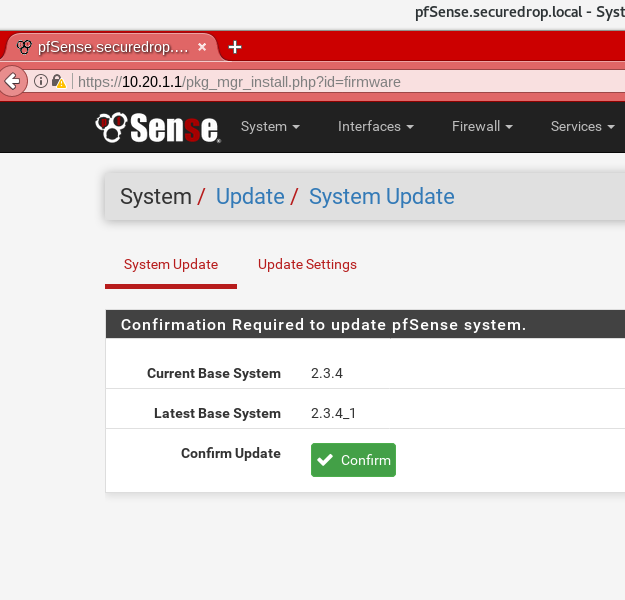 pfSense.securedrop.local - Syst
pfSense.securedrop....
https://10.20.1.1/pkg_mgr_install.php?id=firmware
Sense System Interfaces Firewall Services
System / Update / System Update
System Update Update Settings
Confirmation Required to update pfSense system.
Current Base System 2.3.4
Latest Base System 2.3.4_1
Confirm Update Confirm